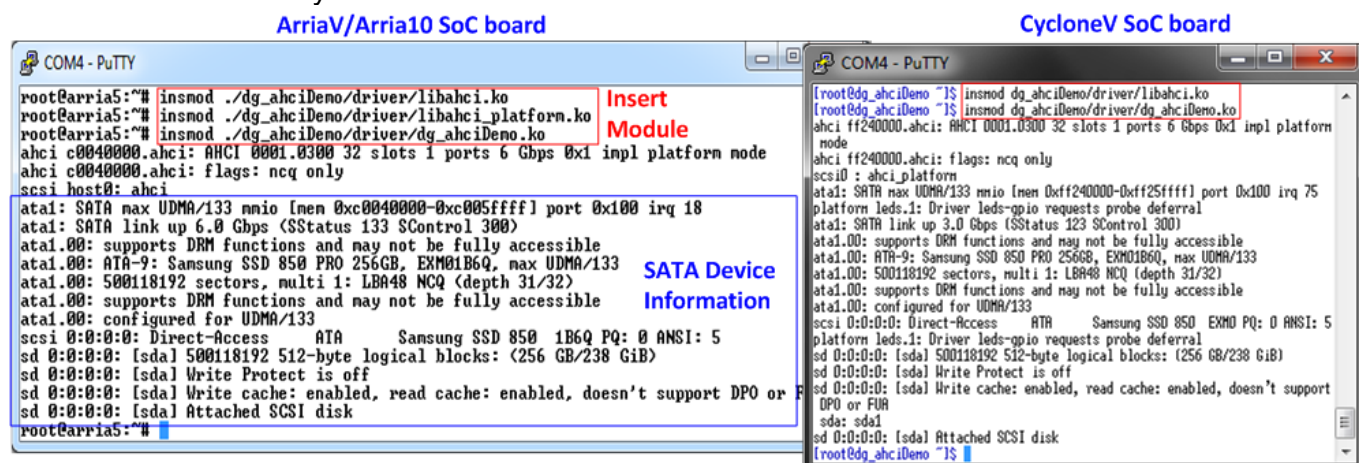 ArriaV/Arria10 SoC board
COM4 - PuTTY
root@arria5:~# insmod ./dg_ahciDemo/driver/libahci.ko
root@arria5:~# insmod ./dg_ahciDemo/driver/libahci_platform.ko
root@arria5:~# insmod ./dg_ahciDemo/driver/dg_ahciDemo.ko
Insert
Module
ahci c0040000.ahci: AHCI 0001.0300 32 slots 1 ports 6 Gbps 0x1 impl platform mode
ahci c0040000.ahci: flags: ncq only
scsi host0: ahci
ata1: SATA max UDMA/133 mmio [mem 0xc0040000-0xc005ffff] port 0x100 irq 18
ata1: SATA link up 6.0 Gbps (SStatus 133 SControl 300)
ata1.00: supports DRM functions and may not be fully accessible
ata1.00: ATA-9: Samsung SSD 850 PRO 256GB, EXM01B6Q, max UDMA/133
ata1.00: 500118192 sectors, multi 1: LBA48 NCQ (depth 31/32)
ata1.00: supports DRM functions and may not be fully accessible
ata1.00: configured for UDMA/133
SATA Device
Information
scsi 0:0:0:0: Direct-Access ATA Samsung SSD 850 1B6Q PQ: 0 ANSI: 5
sd 0:0:0:0: [sda] 500118192 512-byte logical blocks: (256 GB/238 GiB)
sd 0:0:0:0: [sda] Write Protect is off
sd 0:0:0:0: [sda] Write cache: enabled, read cache: enabled, doesn't support DPO or F
sd 0:0:0:0: [sda] Attached SCSI disk
root@arria5:~#
CycloneV SoC board
COM4 - PuTTY
[root@dg_ahciDemo ~]$ insmod dg_ahciDemo/driver/libahci.ko
[root@dg_ahciDemo ~]$ insmod dg_ahciDemo/driver/dg_ahciDemo.ko
ahci ff240000.ahci: AHCI 0001.0300 32 slots 1 ports 6 Gbps 0x1 impl platform
mode
ahci ff240000.ahci: flags: ncq only
scsi0 : ahci_platform
ata1: SATA max UDMA/133 mmio [mem 0xff240000-0xff25ffff] port 0x100 irq 75
platform leds.1: Driver leds-gpio requests probe deferral
ata1: SATA link up 3.0 Gbps (SStatus 123 SControl 300)
ata1.00: supports DRM functions and may not be fully accessible
ata1.00: ATA-9: Samsung SSD 850 PRO 256GB, EXM01B6Q, max UDMA/133
ata1.00: 500118192 sectors, multi 1: LBA48 NCQ (depth 31/32)
ata1.00: supports DRM functions and may not be fully accessible
ata1.00: configured for UDMA/133
scsi 0:0:0:0: Direct-Access ATA Samsung SSD 850 EXM0 PQ: 0 ANSI: 5
platform leds.1: Driver leds-gpio requests probe deferral
sd 0:0:0:0: [sda] 500118192 512-byte logical blocks: (256 GB/238 GiB)
sd 0:0:0:0: [sda] Write Protect is off
sd 0:0:0:0: [sda] Write cache: enabled, read cache: enabled, doesn't support
DPO or FUA
sda: sda1
sd 0:0:0:0: [sda] Attached SCSI disk
[root@dg_ahciDemo ~]$